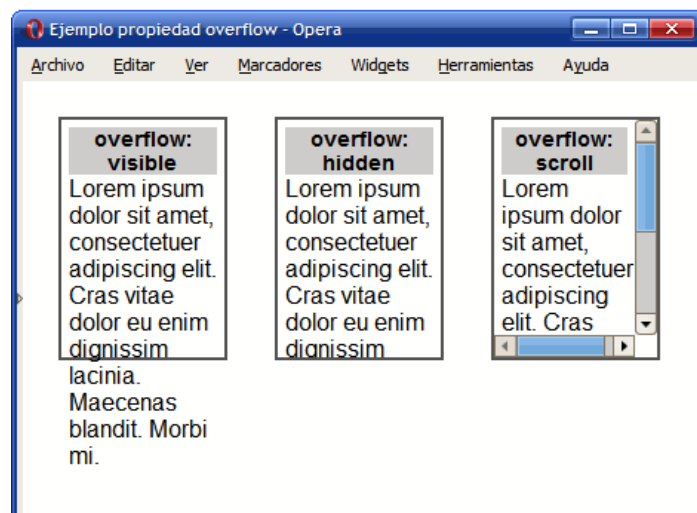 Ejemplo propiedad overflow - Opera
Archivo Editar Ver Marcadores Widgets Herramientas Ayuda
overflow:
visible
Lorem ipsum
dolor sit amet,
consectetuer
adipiscing elit.
Cras vitae
dolor eu enim
dignissim
lacinia.
Maecenas
blandit. Morbi
mi.
overflow:
hidden
Lorem ipsum
dolor sit amet,
consectetuer
adipiscing elit.
Cras vitae
dolor eu enim
dignissim
overflow:
scroll
Lorem
ipsum dolor
sit amet,
consectetuer
adipiscing
elit. Cras